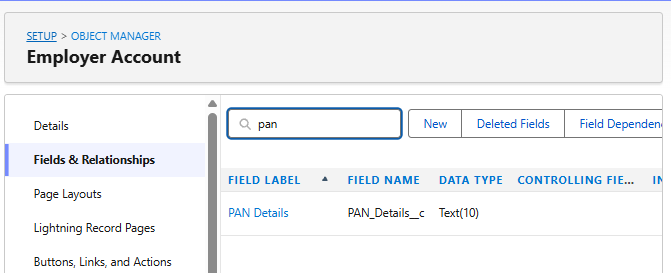 SETUP > OBJECT MANAGER
Employer Account
Details
Fields & Relationships
Page Layouts
Lightning Record Pages
Buttons, Links, and Actions
pan
New Deleted Fields Field Dependenc
FIELD LABEL FIELD NAME DATA TYPE CONTROLLING FIE... IN
PAN Details PAN_Details__c Text(10)